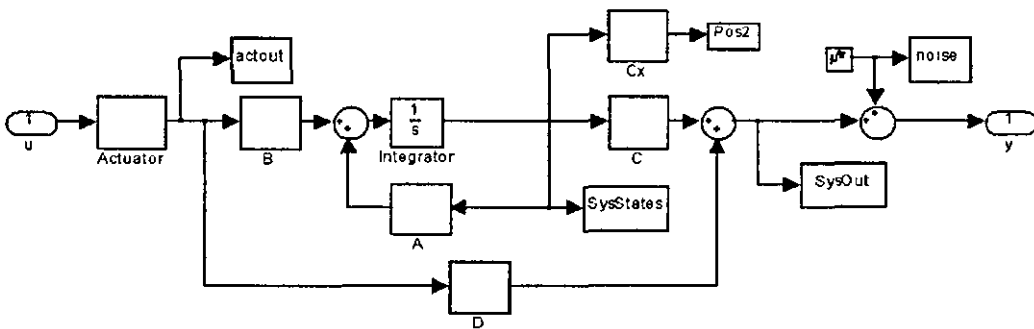 Pos2
Cx
actout
noise
1
u
Actuator
B
1
s
Integrator
C
1
y
A
SysStates
SysOut
D